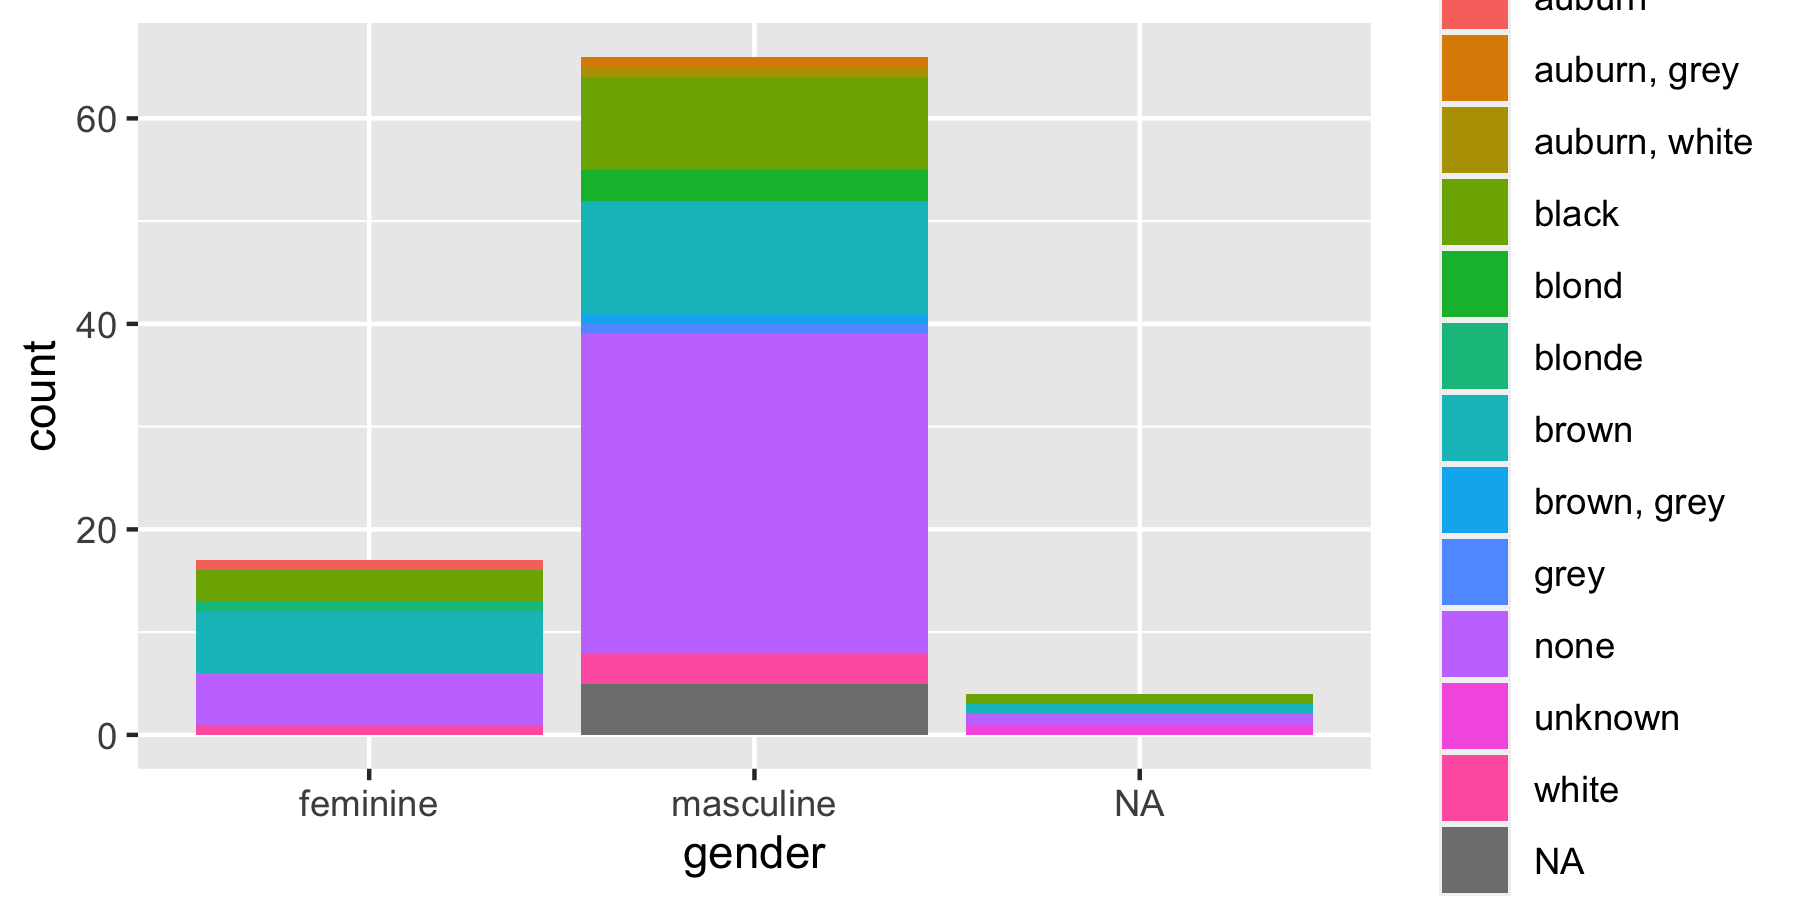 auburn
auburn, grey
auburn, white
black
blond
blonde
brown
brown, grey
grey
none
unknown
white
NA
60
40
20
0
count
feminine
masculine
NA
gender